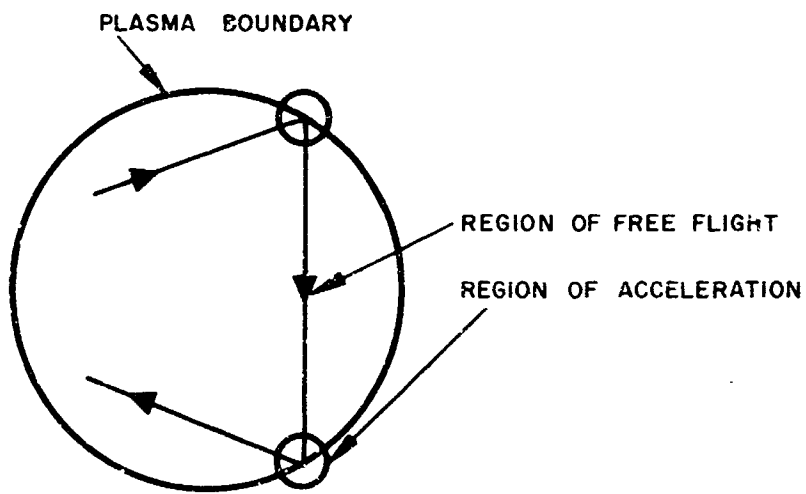 PLASMA BOUNDARY
REGION OF FREE FLIGHT
REGION OF ACCELERATION